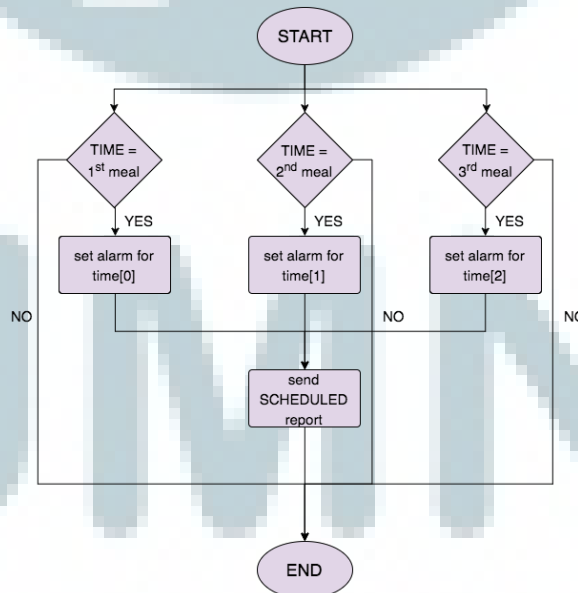 START
TIME =
1st meal
TIME =
2nd meal
TIME =
3rd meal
YES
YES
YES
set alarm for
time[0]
set alarm for
time[1]
set alarm for
time[2]
NO
NO
NO
send
SCHEDULED
report
END